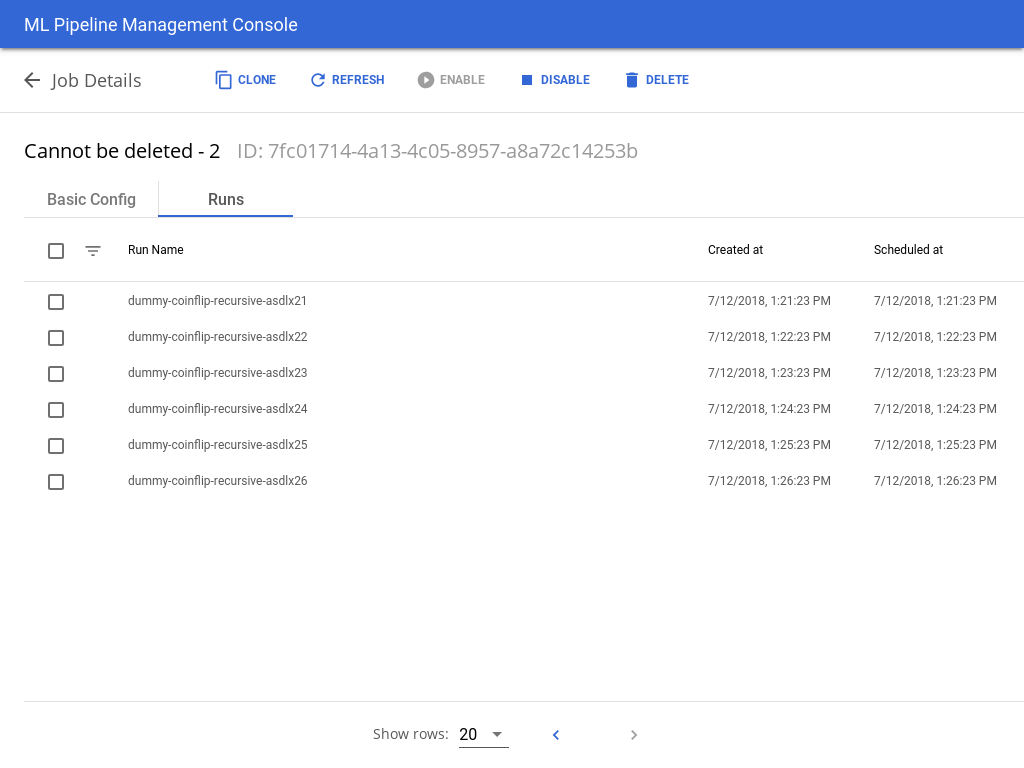 ML Pipeline Management Console
Job Details CLONE REFRESH ENABLE DISABLE DELETE
Cannot be deleted - 2 ID: 7fc01714-4a13-4c05-8957-a8a72c14253b
Basic Config Runs
Run Name Created at Scheduled at
dummy-coinflip-recursive-asdlx21 7/12/2018, 1:21:23 PM 7/12/2018, 1:21:23 PM
dummy-coinflip-recursive-asdlx22 7/12/2018, 1:22:23 PM 7/12/2018, 1:22:23 PM
dummy-coinflip-recursive-asdlx23 7/12/2018, 1:23:23 PM 7/12/2018, 1:23:23 PM
dummy-coinflip-recursive-asdlx24 7/12/2018, 1:24:23 PM 7/12/2018, 1:24:23 PM
dummy-coinflip-recursive-asdlx25 7/12/2018, 1:25:23 PM 7/12/2018, 1:25:23 PM
dummy-coinflip-recursive-asdlx26 7/12/2018, 1:26:23 PM 7/12/2018, 1:26:23 PM
Show rows: 20